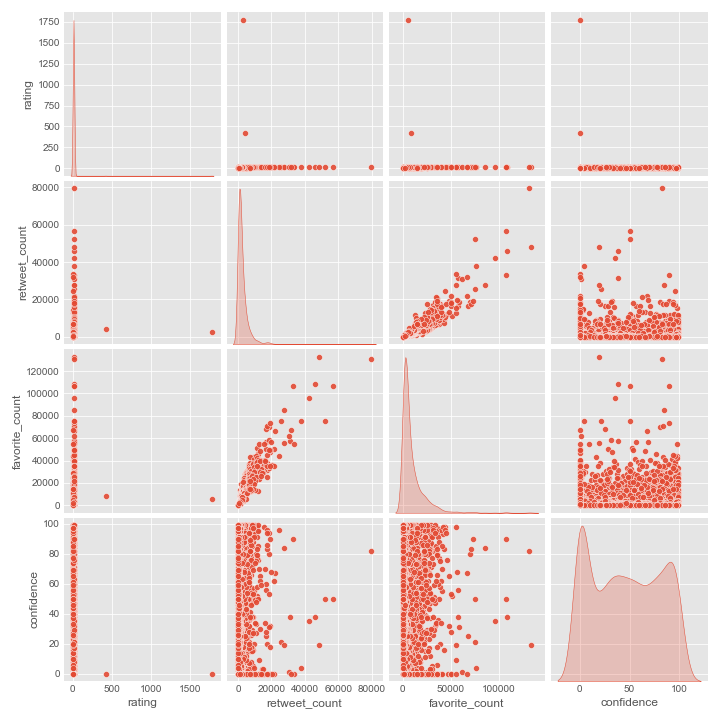 1750
1500
1250
1000
750
500
250
0
rating
80000
60000
40000
20000
0
retweet_count
120000
100000
80000
60000
40000
20000
0
favorite_count
100
80
60
40
20
0
confidence
0 500 1000 1500
0 20000 40000 60000 80000
0 50000 100000
0 50 100
rating retweet_count favorite_count confidence